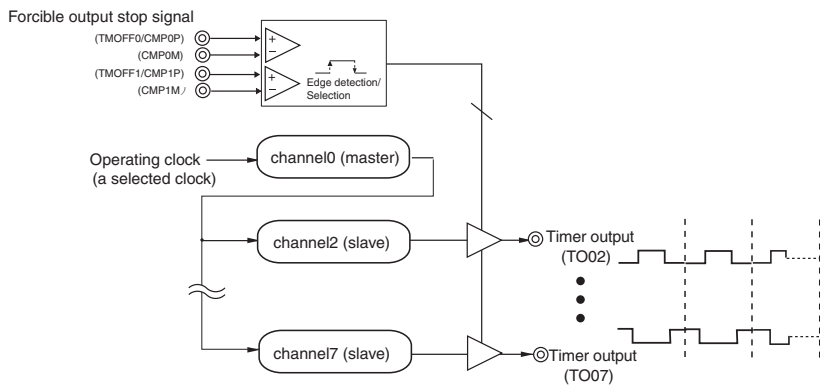 Forcible output stop signal
(TMOFF0/CMP0P)
(CMP0M)
(TMOFF1/CMP1P)
(CMP1M)
+
−
+
−
Edge detection/
Selection
Operating clock
(a selected clock)
channel0 (master)
channel2 (slave)
Timer output
(TO02)
channel7 (slave)
Timer output
(TO07)